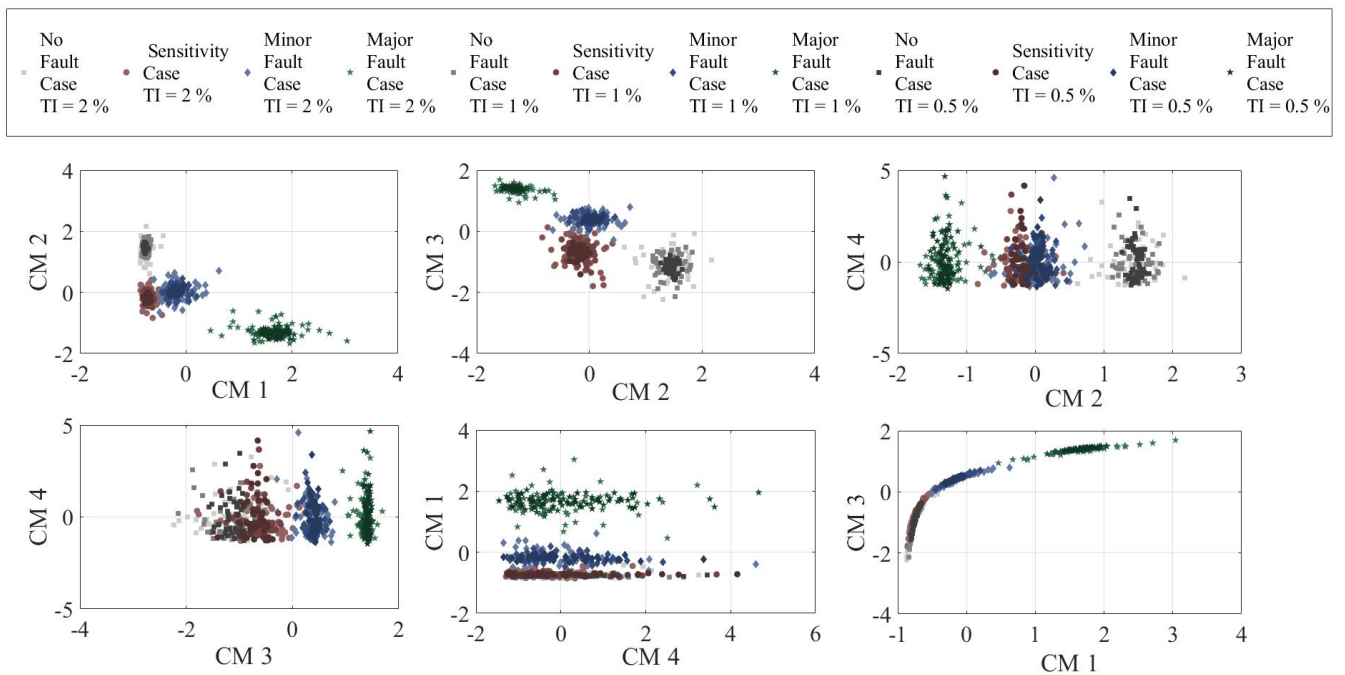 No Fault Case TI = 2 %
Sensitivity Case TI = 2 %
Minor Fault Case TI = 2 %
Major Fault Case TI = 2 %
No Fault Case TI = 1 %
Sensitivity Case TI = 1 %
Minor Fault Case TI = 1 %
Major Fault Case TI = 1 %
No Fault Case TI = 0.5 %
Sensitivity Case TI = 0.5 %
Minor Fault Case TI = 0.5 %
Major Fault Case TI = 0.5 %
4
2
0
-2
CM 2
-2 0 2 4
CM 1
2
0
-2
-4
CM 3
-2 0 2 4
CM 2
5
0
-5
CM 4
-2 -1 0 1 2 3
CM 2
5
0
-5
CM 4
-4 -2 0 2
CM 3
4
2
0
-2
CM 1
-2 0 2 4 6
CM 4
2
0
-2
-4
CM 3
-1 0 1 2 3 4
CM 1